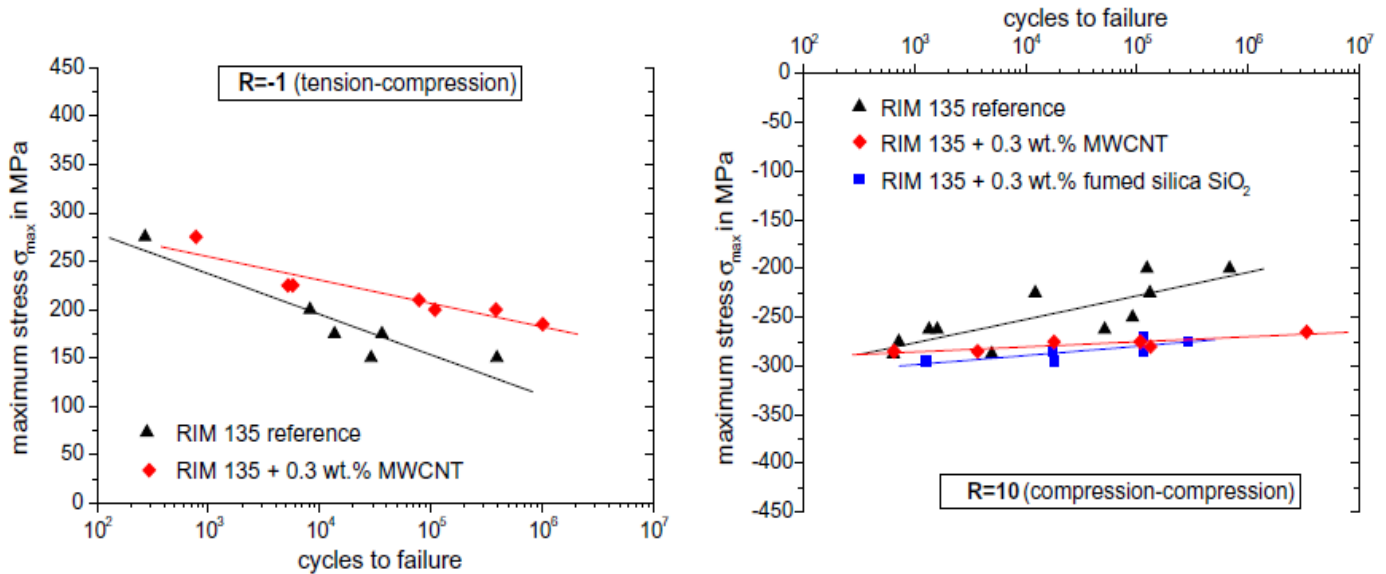 450
400
350
300
250
200
150
100
50
0
maximum stress σmax in MPa
R=-1 (tension-compression)
RIM 135 reference
RIM 135 + 0.3 wt.% MWCNT
10² 10³ 10⁴ 10⁵ 10⁶ 10⁷
cycles to failure
cycles to failure
10² 10³ 10⁴ 10⁵ 10⁶ 10⁷
0
-50
-100
-150
-200
-250
-300
-350
-400
-450
maximum stress σmax in MPa
RIM 135 reference
RIM 135 + 0.3 wt.% MWCNT
RIM 135 + 0.3 wt.% fumed silica SiO₂
R=10 (compression-compression)